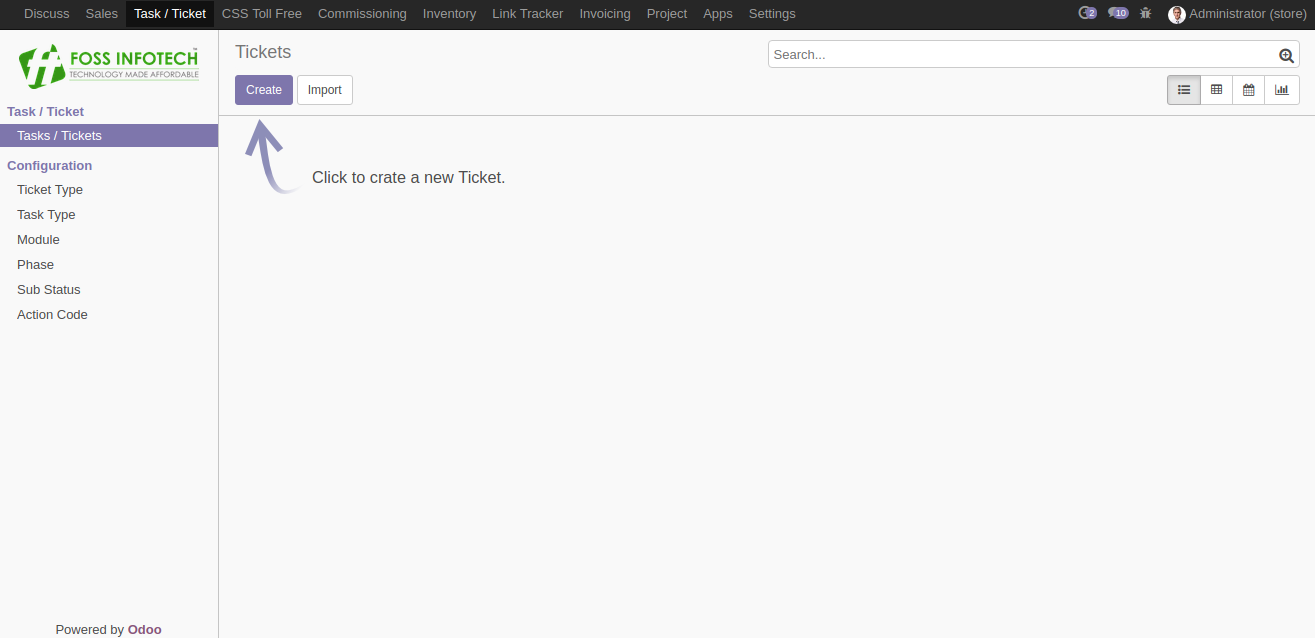 Discuss Sales Task / Ticket CSS Toll Free Commissioning Inventory Link Tracker Invoicing Project Apps Settings 2 10 Administrator (store)
FOSS INFOTECH™
TECHNOLOGY MADE AFFORDABLE
Task / Ticket
Tasks / Tickets
Configuration
Ticket Type
Task Type
Module
Phase
Sub Status
Action Code
Powered by Odoo
Tickets
Search...
Create Import
Click to crate a new Ticket.